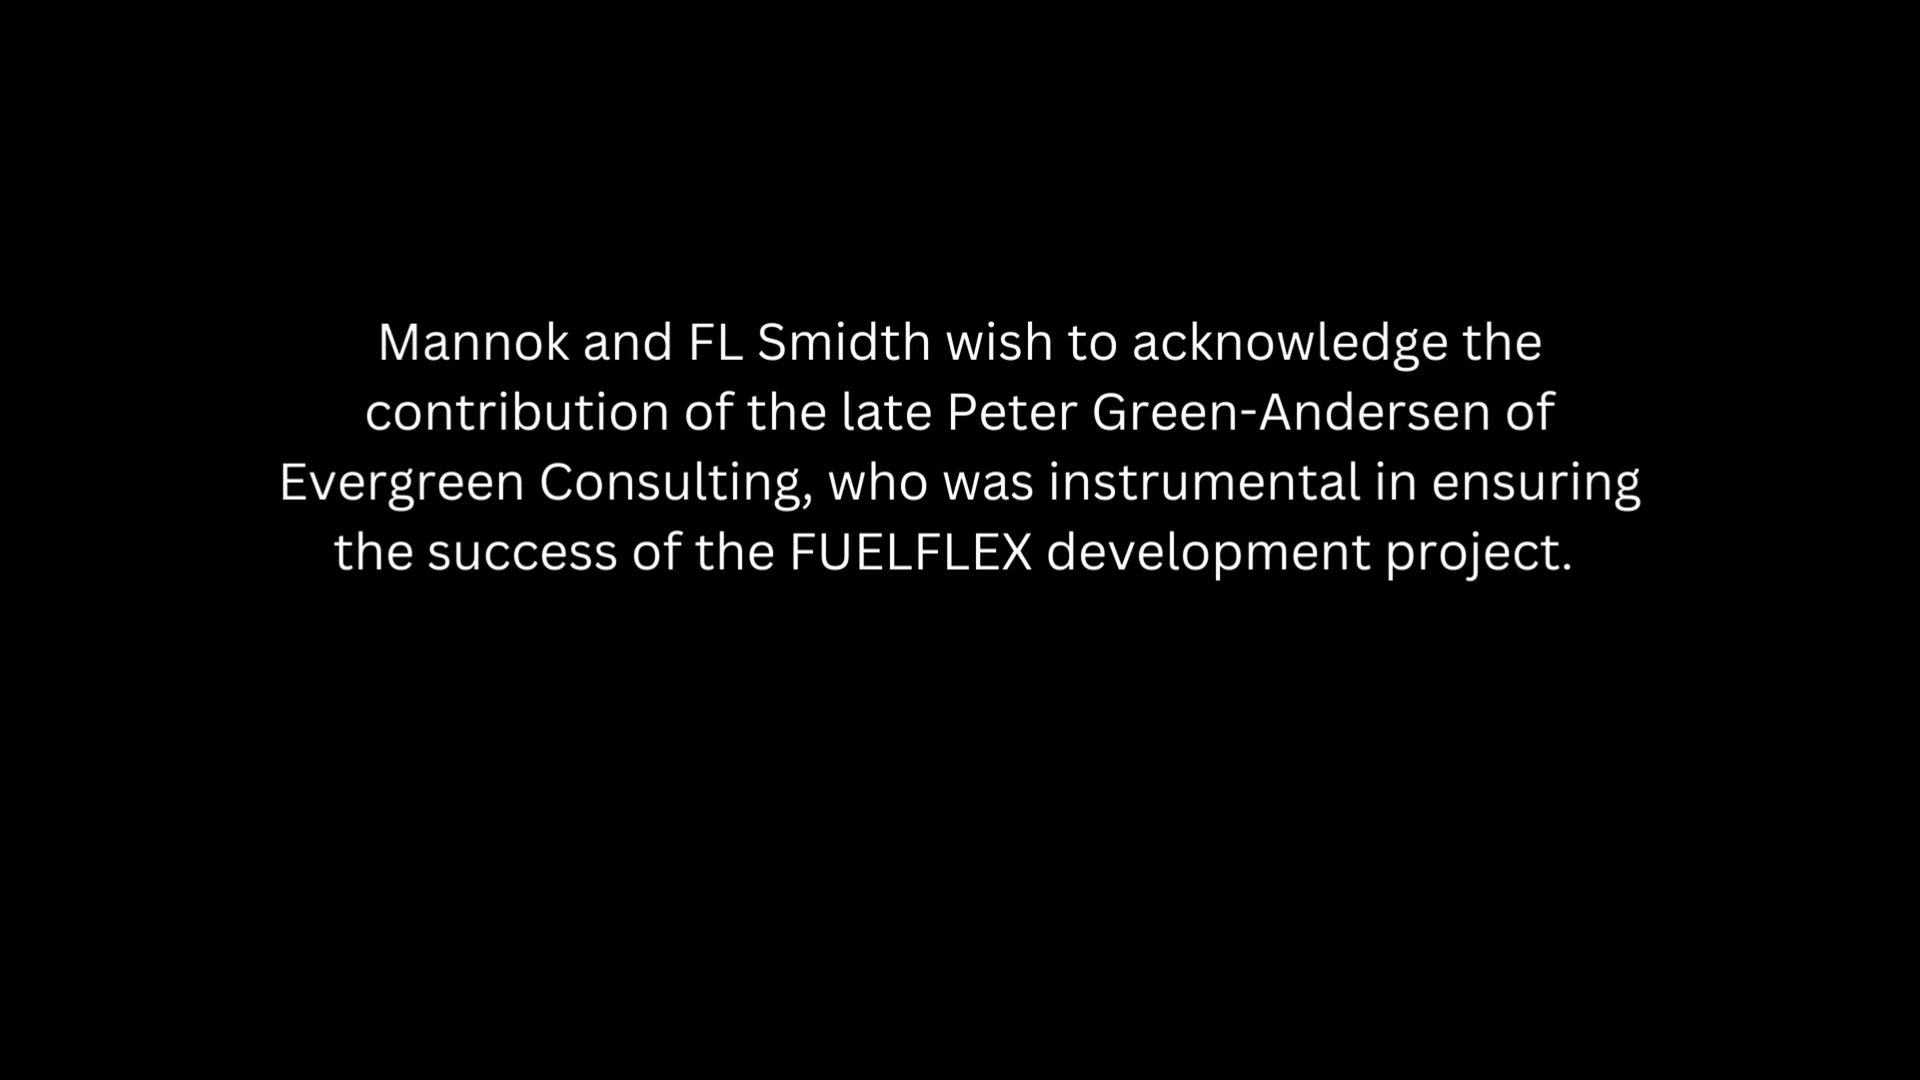 Mannok and FL Smidth wish to acknowledge the
contribution of the late Peter Green-Andersen of
Evergreen Consulting, who was instrumental in ensuring
the success of the FUELFLEX development project.